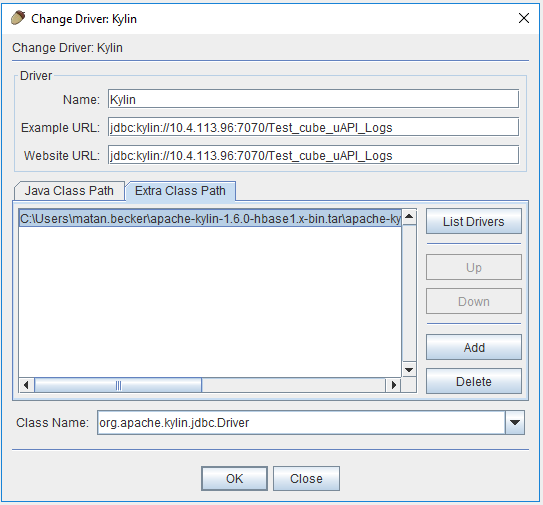 Change Driver: Kylin
Change Driver: Kylin
Driver
Name: Kylin
Example URL: jdbc:kylin://10.4.113.96:7070/Test_cube_uAPI_Logs
Website URL: jdbc:kylin://10.4.113.96:7070/Test_cube_uAPI_Logs
Java Class Path Extra Class Path
C:\Users\matan.becker\apache-kylin-1.6.0-hbase1.x-bin.tar\apache-ky
List Drivers
Up
Down
Add
Delete
Class Name: org.apache.kylin.jdbc.Driver
OK Close